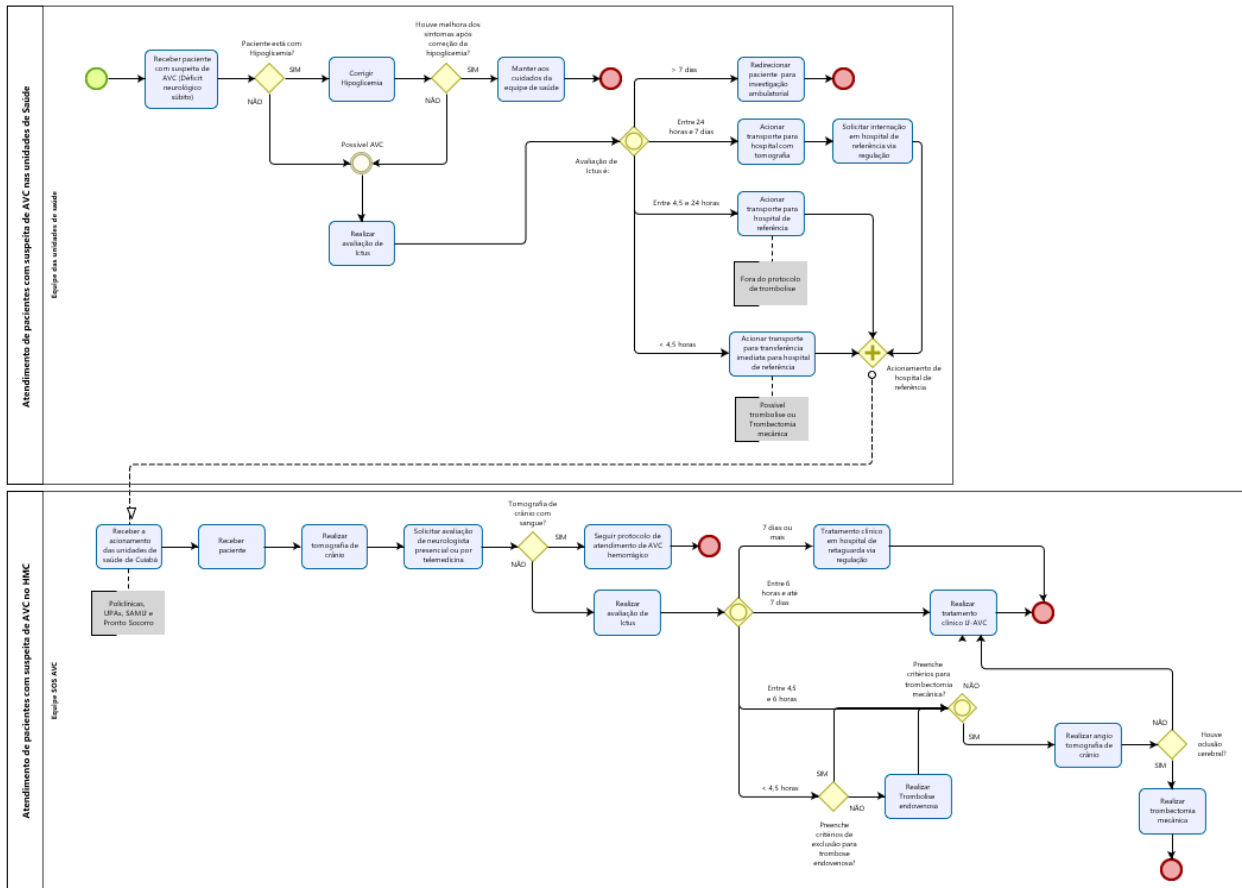 Atendimento de pacientes com suspeita de AVC nas unidades de Saúde
Equipe das unidades de saúde
Receber paciente
com suspeita de
AVC (Déficit
neurológico
súbito)
Paciente está com
Hipoglicemia?
SIM
NÃO
Corrigir
Hipoglisemia
Houve melhora dos
sintomas após
correção da
hipoglicemia?
SIM
NÃO
Manter aos
cuidados da
equipe de saúde
Possivel AVC
Realizar
avaliação de
Ictus
Avaliação de
Ictus é:
> 7 dias
Redirecionar
paciente para
investigação
ambulatorial
Entre 24
horas e 7 dias
Acionar
transporte para
hospital com
tomografia
Solicitar internação
em hospital de
referência via
regulação
Entre 4,5 e 24 horas
Acionar
transporte para
hospital de
referência
Fora do protocolo
de trombolise
< 4,5 horas
Acionar transporte
para transferência
imediata para hospital
de referência
Possivel
trombolise ou
Trombectomia
mecânica
Acionamento de
hospital de
referência
Atendimento de pacientes com suspeita de AVC no HMC
Equipe SOS AVC
Receber a
acionamento
das unidades de
saúde de Cuiabá
Policlínicas,
UPAs, SAMU e
Pronto Socorro
Receber
paciente
Realizar
tomografia de
crânio
Solicitar avaliação
de neurologista
presencial ou por
telemedicina
Tomografia de
crânio com
sangue?
SIM
NÃO
Seguir protocolo de
atendimento de AVC
hemorrágico
Realizar
avaliação de
Ictus
7 dias ou
mais
Tratamento clínico
em hospital de
retaguarda via
regulação
Entre 6
horas e até
7 dias
Realizar
tratamento
clínico U-AVC
Entre 4,5
e 6 horas
Preenche
critérios para
trombectomia
mecânica?
NÃO
SIM
Realizar angio
tomografia de
crânio
NÃO
SIM
Houve
oclusão
cerebral?
Realizar
trombectomia
mecânica
< 4,5 horas
SIM
NÃO
Preenche
critérios de
exclusão para
trombose
endovenosa?
Realizar
Trombolise
endovenosa